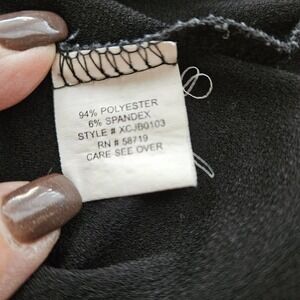 94% POLYESTER
6% SPANDEX
STYLE # XCJB0103
RN # 58719
CARE SEE OVER